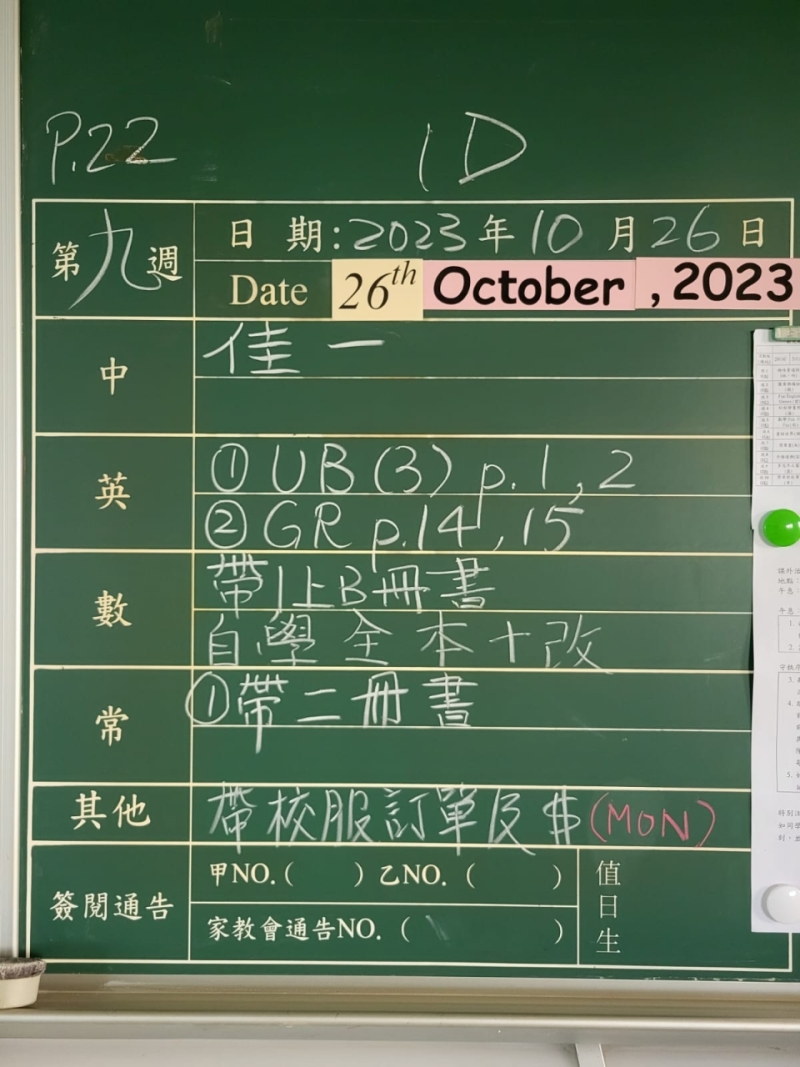 P.22
1D
第九週
日 期:2023年10月26日
Date 26th October, 2023
中
佳一
英
① UB (3) p.1, 2
② GR p.14, 15
數
帶1上B冊書
自學全本+改
常
①帶二冊書
其他
帶校服訂單及$(MON)
簽閱通告
甲NO.( ) 乙NO.( )
家教會通告NO.( )
值日生